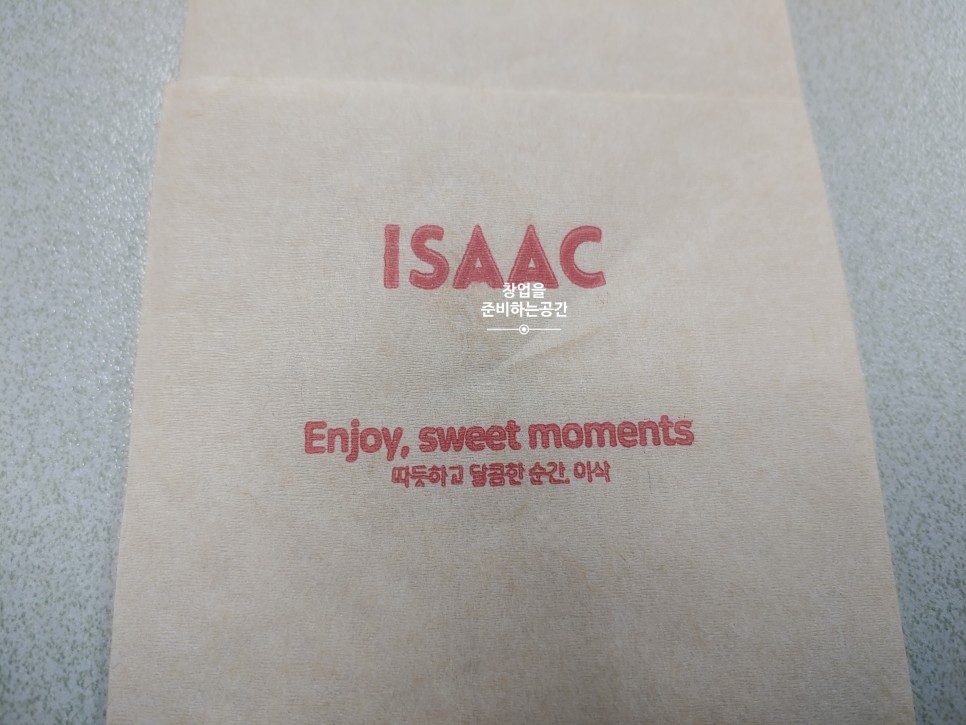 ISAAC
창업을
준비하는공간
Enjoy, sweet moments
따듯하고 달콤한 순간, 이삭